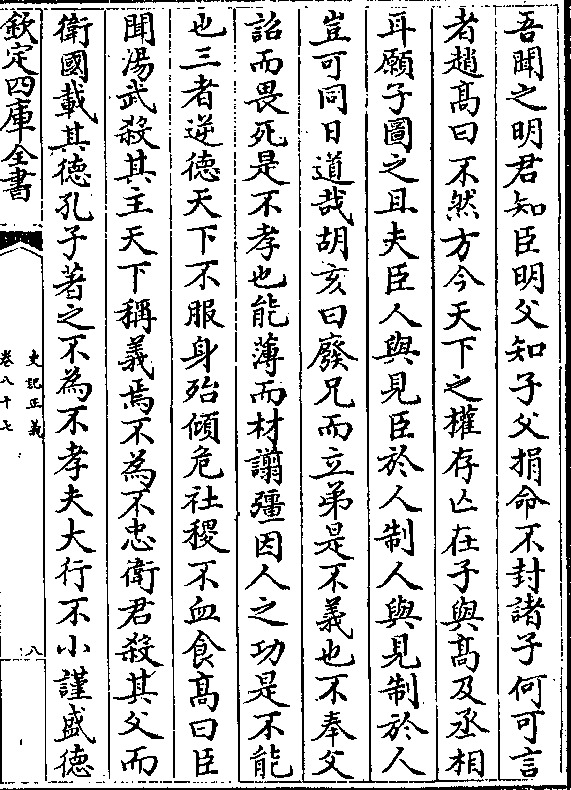 吾聞之明君知臣明父知子父捐命不封諸子何可言
者趙髙曰不然方今天下之權存亡在子與髙及丞相
耳願子圖之且夫臣人與見臣於人制人與見制於人
豈可同日道哉胡亥曰廢兄而立弟是不義也不奉父
詔而畏死是不孝也能薄而材譾彊因人之功是不能
也三者逆徳天下不服身殆傾危社稷不血食髙曰臣
聞湯武殺其主天下稱義焉不為不忠衛君殺其父而
衛國載其徳孔子著之不為不孝夫大行不小謹盛徳
欽定四庫全書
史記正義
卷八十七
八